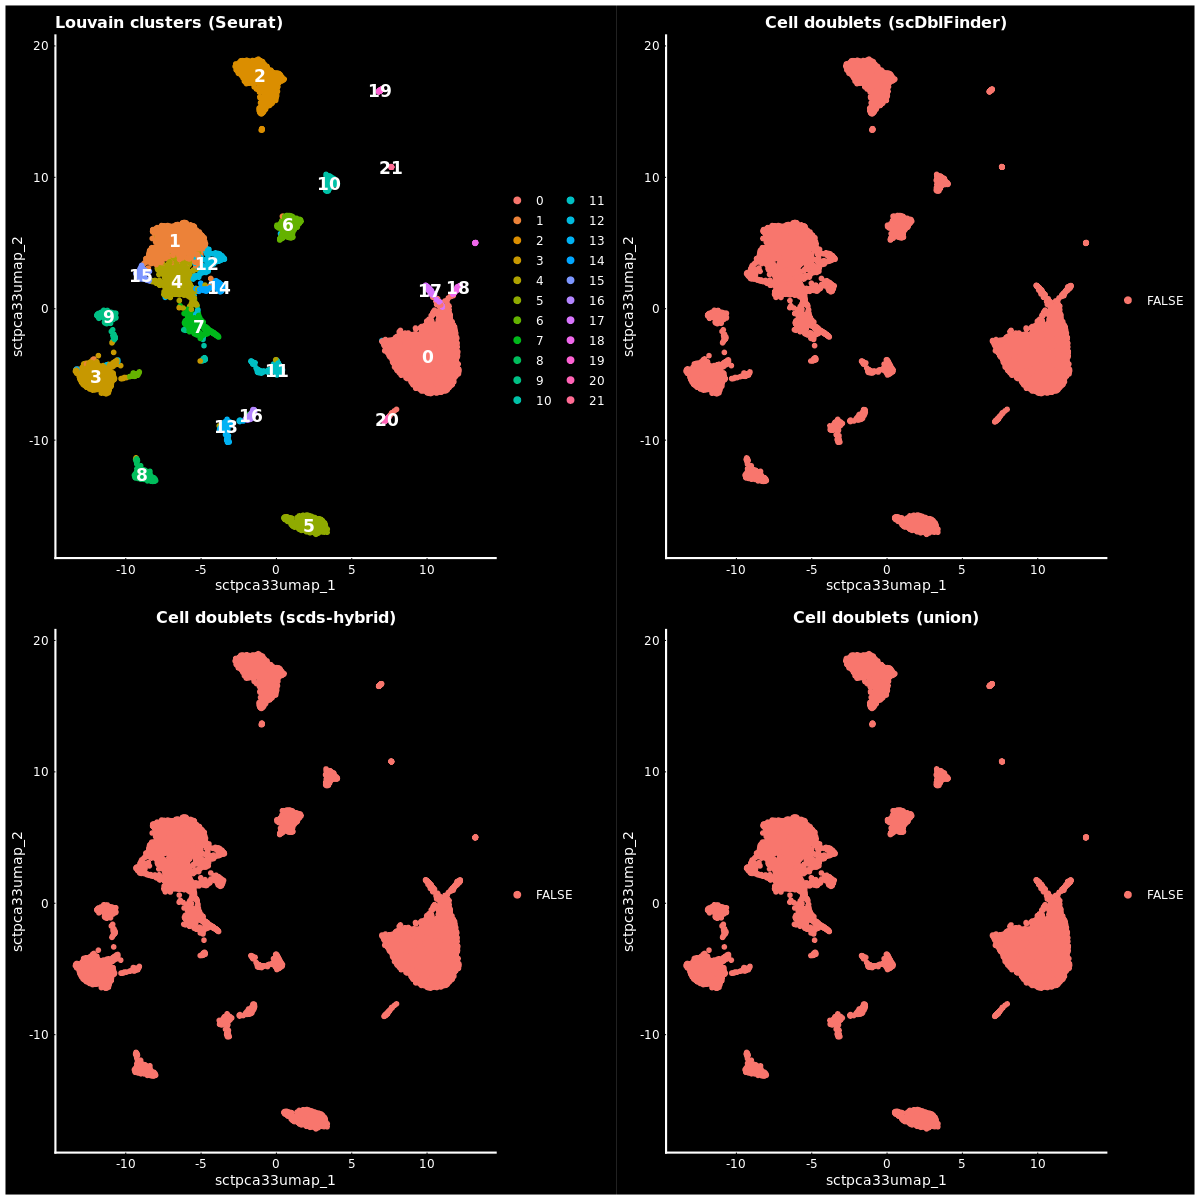 Louvain clusters (Seurat)
20
10
0
-10
sctpca33umap_2
2
19
21
10
6
1
12
15
4
14
17
18
9
7
0
3
11
16
13
20
8
5
0 11
1 12
2 13
3 14
4 15
5 16
6 17
7 18
8 19
9 20
10 21
-10 -5 0 5 10
sctpca33umap_1
Cell doublets (scDblFinder)
20
10
0
-10
sctpca33umap_2
FALSE
-10 -5 0 5 10
sctpca33umap_1
Cell doublets (scds-hybrid)
20
10
0
-10
sctpca33umap_2
FALSE
-10 -5 0 5 10
sctpca33umap_1
Cell doublets (union)
20
10
0
-10
sctpca33umap_2
FALSE
-10 -5 0 5 10
sctpca33umap_1